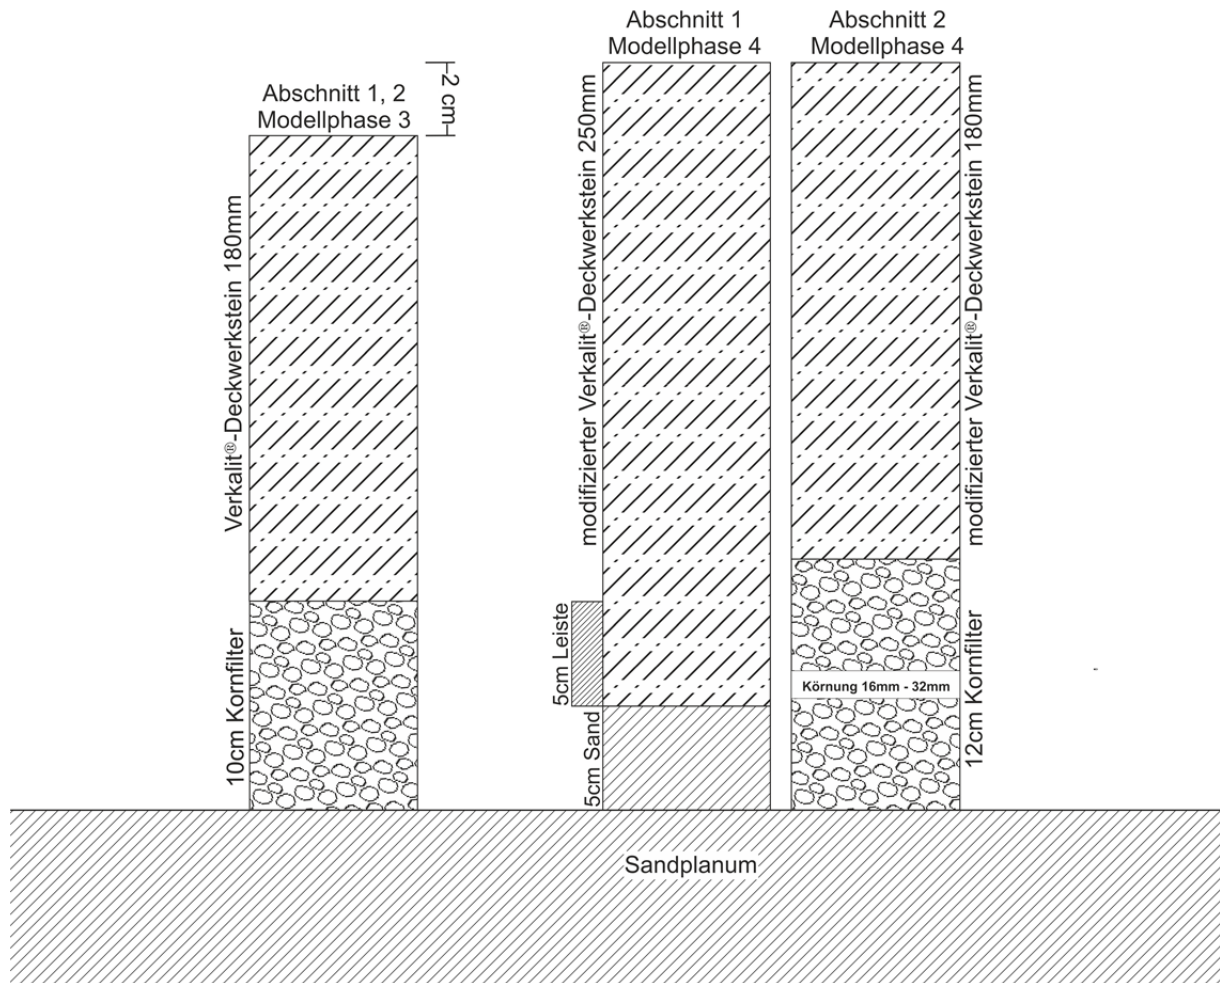 Abschnitt 1, 2
Modellphase 3
2 cm
Abschnitt 1
Modellphase 4
Abschnitt 2
Modellphase 4
Verkalit®-Deckwerkstein 180mm
10cm Kornfilter
modifizierter Verkalit®-Deckwerkstein 250mm
5cm Leiste
5cm Sand
modifizierter Verkalit®-Deckwerkstein 180mm
Körnung 16mm - 32mm
12cm Kornfilter
Sandplanum